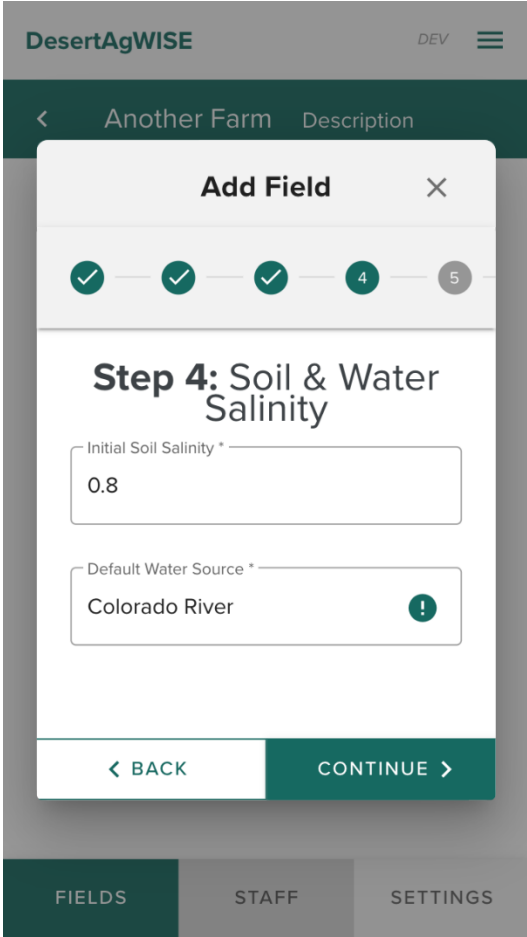 DesertAgWISE DEV
Another Farm Description
Add Field
4 5
Step 4: Soil & Water
Salinity
Initial Soil Salinity *
0.8
Default Water Source *
Colorado River
BACK CONTINUE
FIELDS STAFF SETTINGS